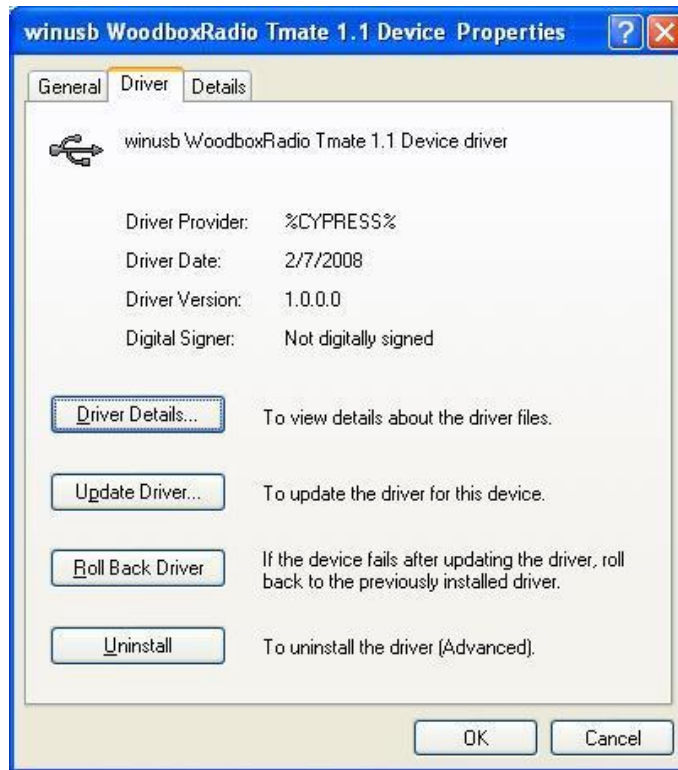 winusb WoodboxRadio Tmate 1.1 Device Properties
General Driver Details
winusb WoodboxRadio Tmate 1.1 Device driver
Driver Provider: %CYPRESS%
Driver Date: 2/7/2008
Driver Version: 1.0.0.0
Digital Signer: Not digitally signed
Driver Details... To view details about the driver files.
Update Driver... To update the driver for this device.
Roll Back Driver If the device fails after updating the driver, roll
back to the previously installed driver.
Uninstall To uninstall the driver (Advanced).
OK Cancel